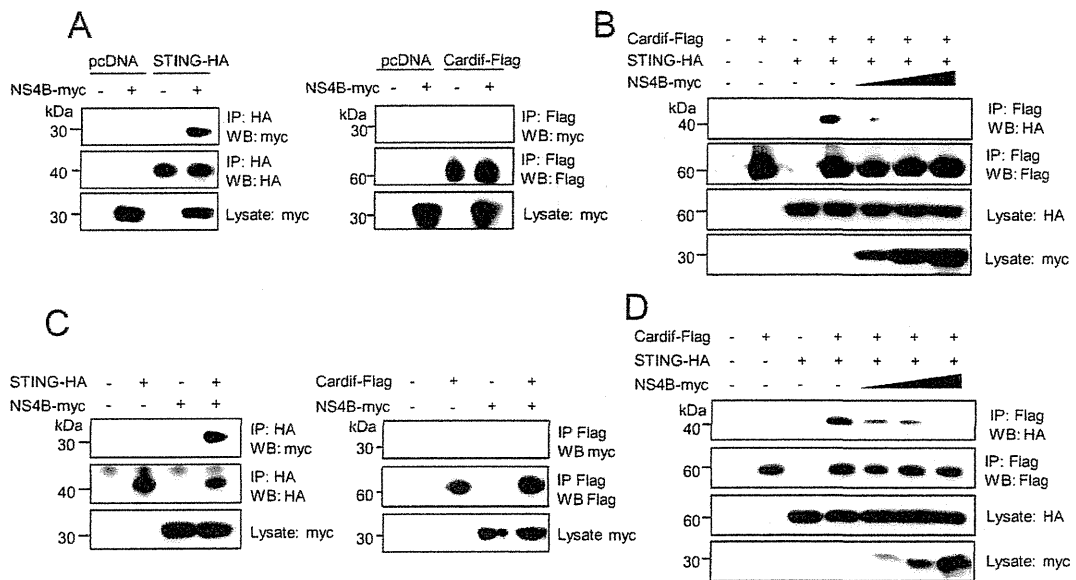 A
pcDNA STING-HA
NS4B-myc - + - +
kDa
30 IP: HA WB: myc
40 IP: HA WB: HA
30 Lysate: myc
pcDNA Cardif-Flag
NS4B-myc - + - +
kDa
30 IP: Flag WB: myc
60 IP: Flag WB: Flag
30 Lysate: myc
B
Cardif-Flag - + - + + + +
STING-HA - - + + + + +
NS4B-myc - - - -
kDa
40 IP: Flag WB: HA
60 IP: Flag WB: Flag
60 Lysate: HA
30 Lysate: myc
C
STING-HA - + - +
NS4B-myc - - + +
kDa
30 IP: HA WB: myc
40 IP: HA WB: HA
30 Lysate: myc
Cardif-Flag - + - +
NS4B-myc - - + +
kDa
30 IP Flag WB myc
60 IP Flag WB Flag
30 Lysate myc
D
Cardif-Flag - + - + + + +
STING-HA - - + + + + +
NS4B-myc - - - -
kDa
40 IP: Flag WB: HA
60 IP: Flag WB: Flag
60 Lysate: HA
30 Lysate: myc